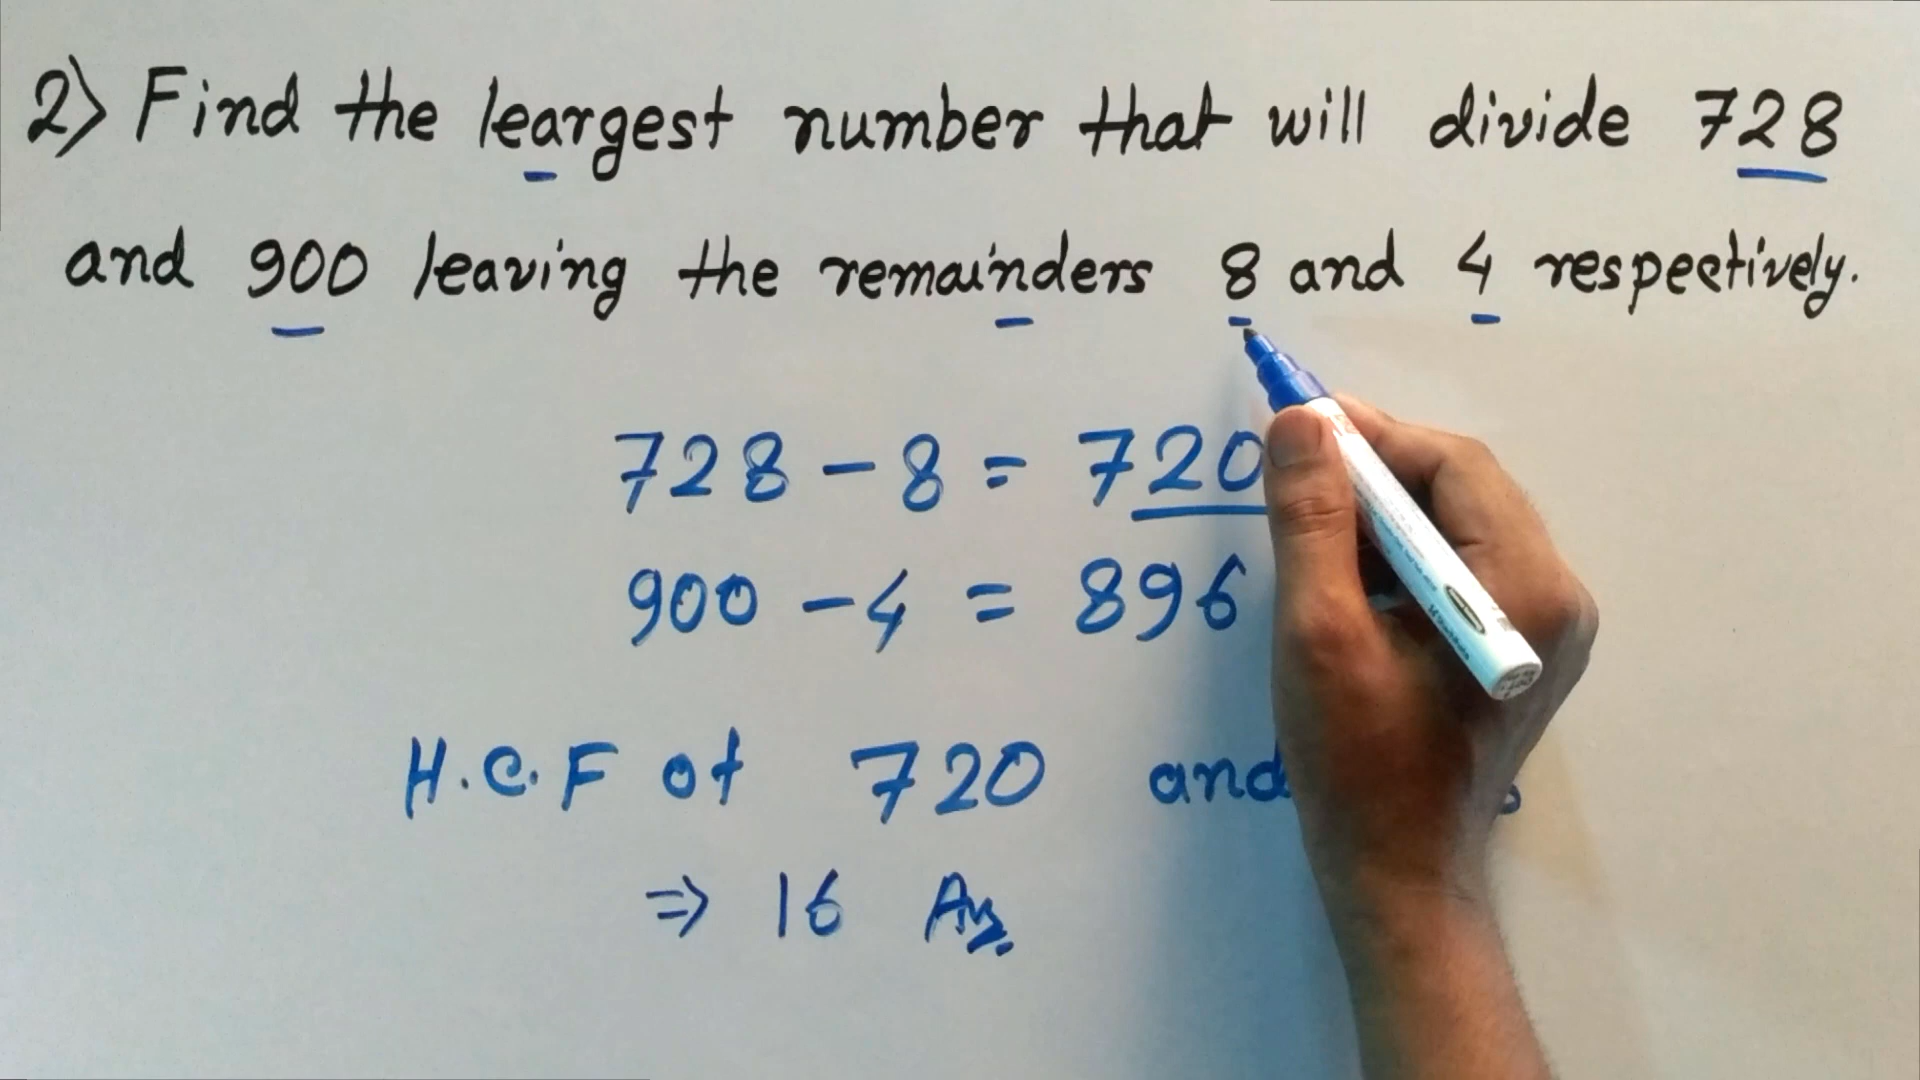 2) Find the leargest number that will divide 728
and 900 leaving the remainders 8 and 4 respectively.
728 - 8 = 720
900 - 4 = 896
H.C.F of 720 and
⇒ 16 Ans.